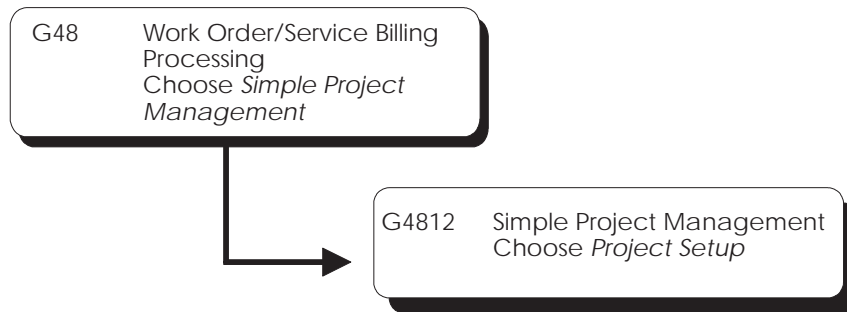 G48 Work Order/Service Billing
Processing
Choose Simple Project
Management
G4812 Simple Project Management
Choose Project Setup